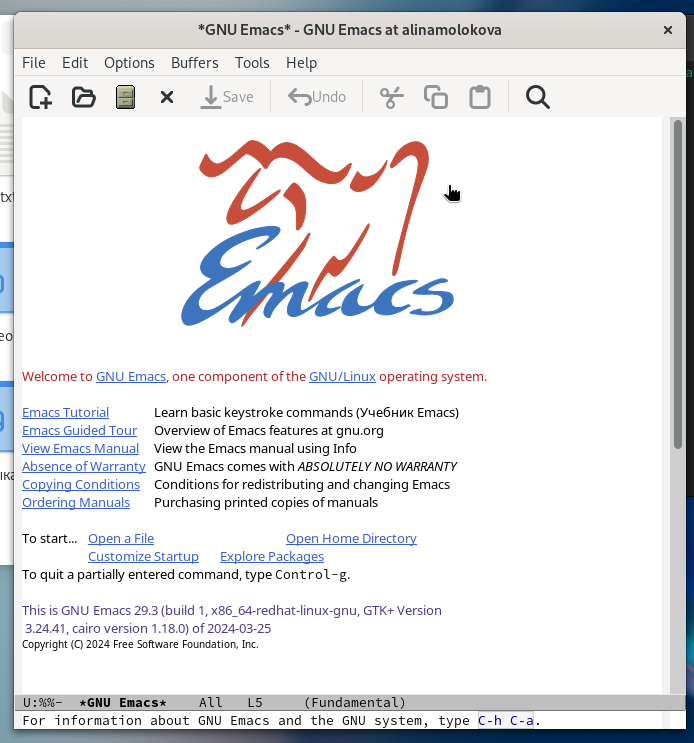 *GNU Emacs* - GNU Emacs at alinamolokova
File Edit Options Buffers Tools Help
Save Undo
Emacs
Welcome to GNU Emacs, one component of the GNU/Linux operating system.
Emacs Tutorial Learn basic keystroke commands (Учебник Emacs)
Emacs Guided Tour Overview of Emacs features at gnu.org
View Emacs Manual View the Emacs manual using Info
Absence of Warranty GNU Emacs comes with ABSOLUTELY NO WARRANTY
Copying Conditions Conditions for redistributing and changing Emacs
Ordering Manuals Purchasing printed copies of manuals
To start... Open a File Open Home Directory
Customize Startup Explore Packages
To quit a partially entered command, type Control-g.
This is GNU Emacs 29.3 (build 1, x86_64-redhat-linux-gnu, GTK+ Version
3.24.41, cairo version 1.18.0) of 2024-03-25
Copyright (C) 2024 Free Software Foundation, Inc.
U:%%- *GNU Emacs* All L5 (Fundamental)
For information about GNU Emacs and the GNU system, type C-h C-a.